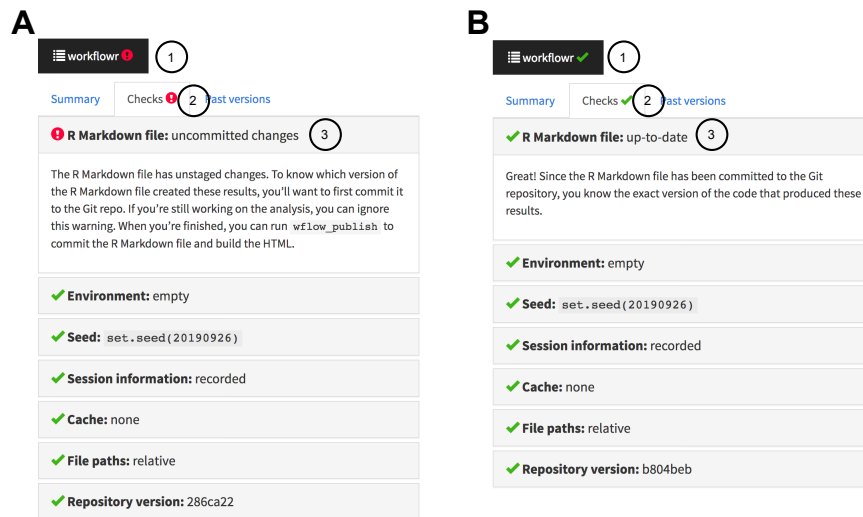 A
workflowr
1
Summary
Checks
2
Past versions
R Markdown file: uncommitted changes
3
The R Markdown file has unstaged changes. To know which version of
the R Markdown file created these results, you'll want to first commit it
to the Git repo. If you're still working on the analysis, you can ignore
this warning. When you're finished, you can run wflow_publish to
commit the R Markdown file and build the HTML.
Environment: empty
Seed: set.seed(20190926)
Session information: recorded
Cache: none
File paths: relative
Repository version: 286ca22
B
workflowr
1
Summary
Checks
2
Past versions
R Markdown file: up-to-date
3
Great! Since the R Markdown file has been committed to the Git
repository, you know the exact version of the code that produced these
results.
Environment: empty
Seed: set.seed(20190926)
Session information: recorded
Cache: none
File paths: relative
Repository version: b804beb